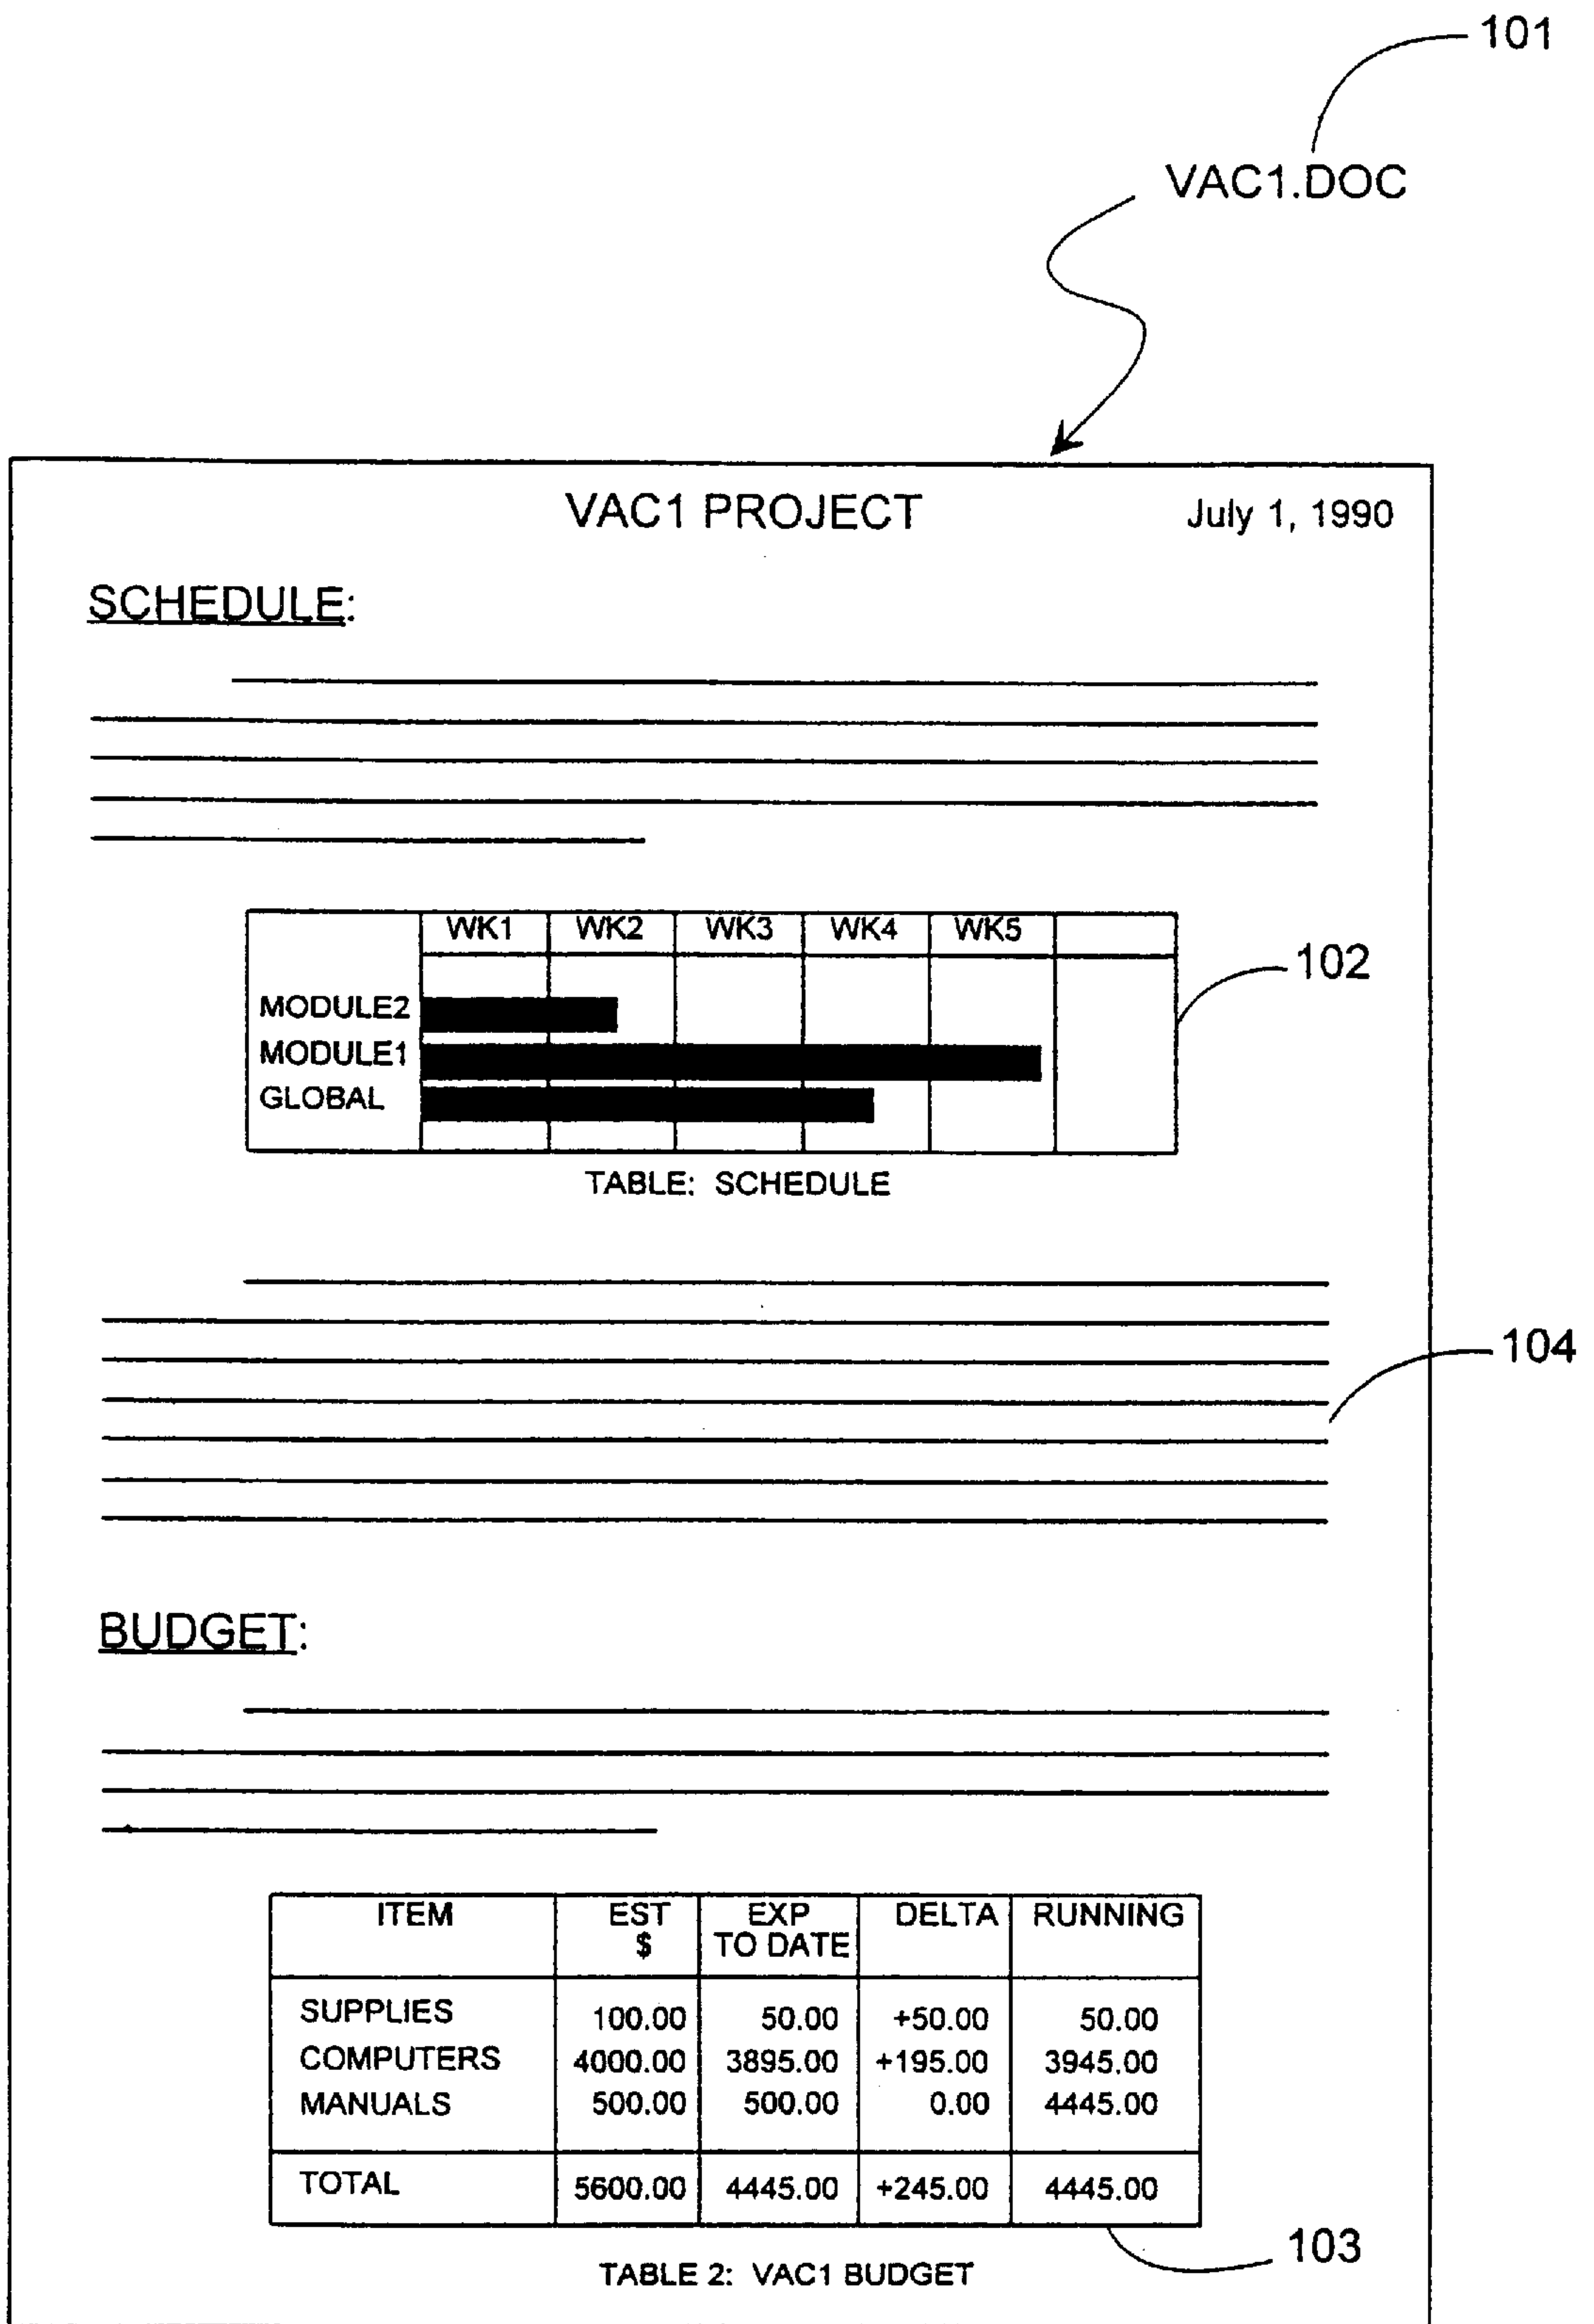 101
VAC1.DOC
VAC1 PROJECT July 1, 1990
SCHEDULE:
WK1 WK2 WK3 WK4 WK5
102
MODULE2
MODULE1
GLOBAL
TABLE: SCHEDULE
104
BUDGET:
ITEM EST $ EXP TO DATE DELTA RUNNING
SUPPLIES 100.00 50.00 +50.00 50.00
COMPUTERS 4000.00 3895.00 +195.00 3945.00
MANUALS 500.00 500.00 0.00 4445.00
TOTAL 5600.00 4445.00 +245.00 4445.00
103
TABLE 2: VAC1 BUDGET